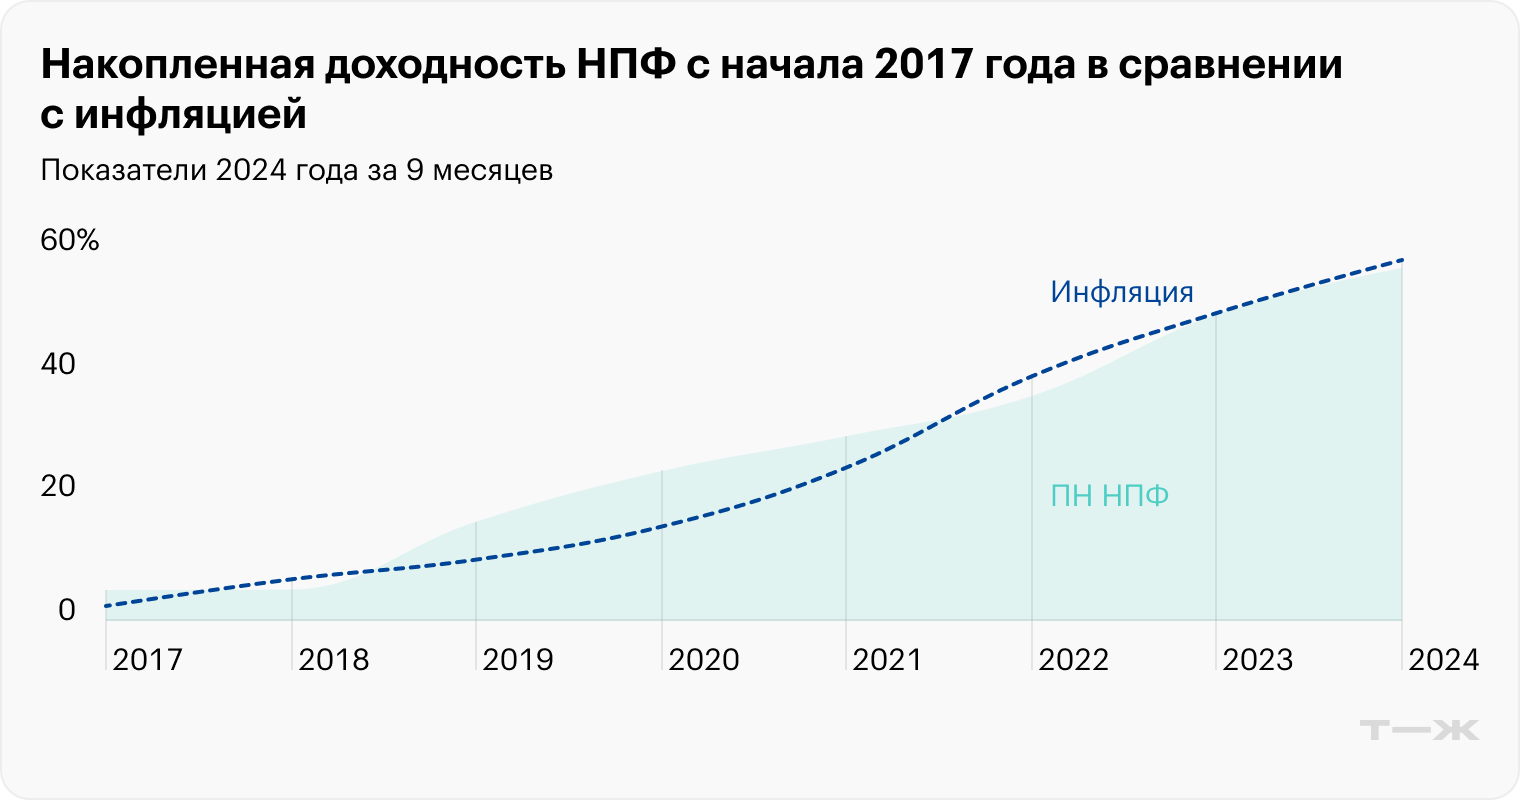 Накопленная доходность НПФ с начала 2017 года в сравнении
с инфляцией
Показатели 2024 года за 9 месяцев
60%
Инфляция
40
20
ПН НПФ
0
2017 2018 2019 2020 2021 2022 2023 2024
Т—Ж